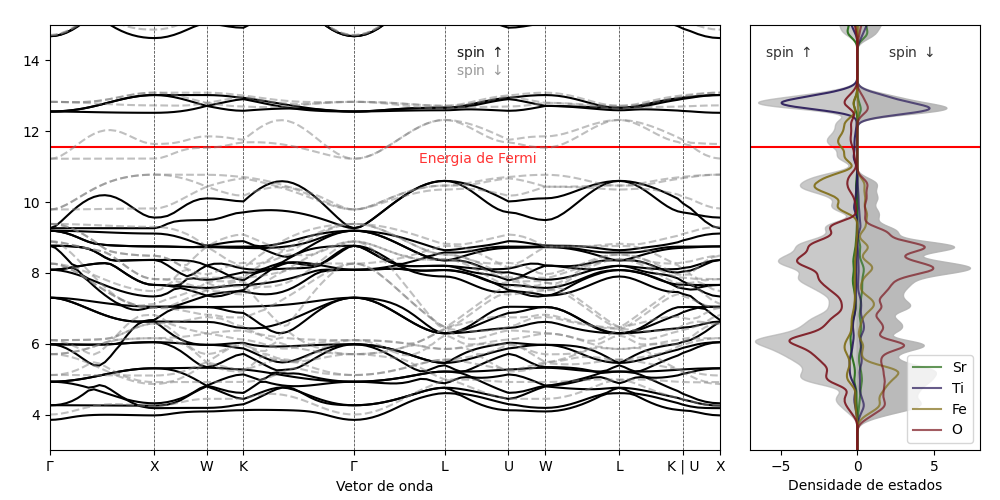 14
12
10
8
6
4
spin ↑
spin ↓
Energia de Fermi
Γ X W K Γ L U W L K | U X
Vetor de onda
spin ↑ spin ↓
Sr
Ti
Fe
O
−5 0 5
Densidade de estados